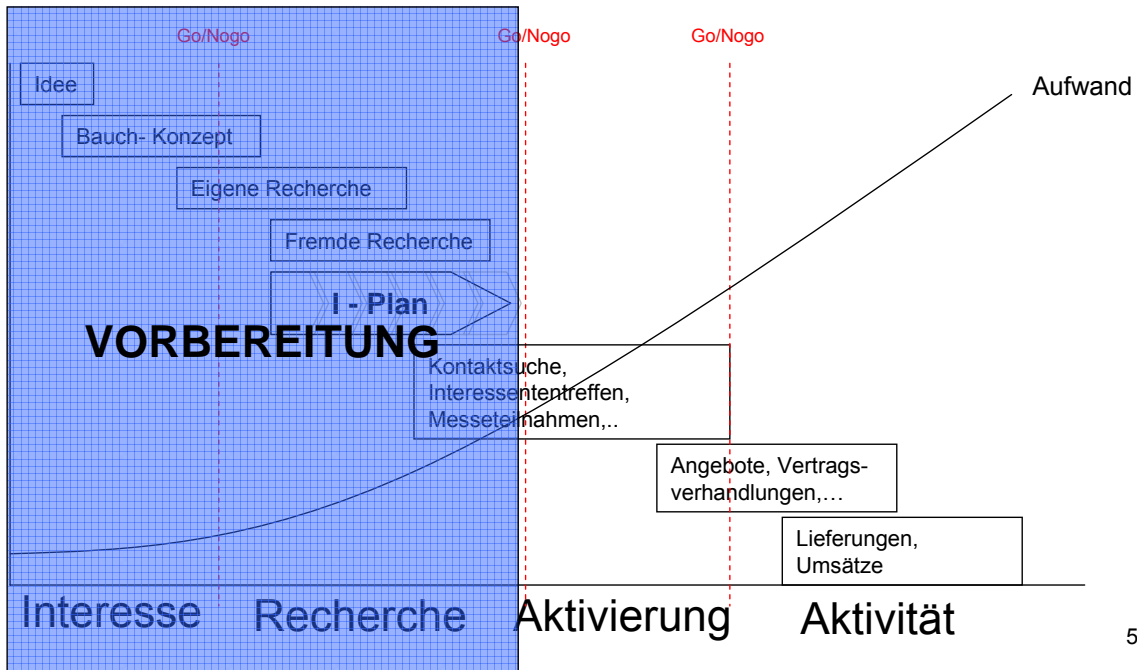 Go/Nogo Go/Nogo Go/Nogo
Idee
Aufwand
Bauch- Konzept
Eigene Recherche
Fremde Recherche
I - Plan
VORBEREITUNG
Kontaktsuche,
Interessententreffen,
Messeteilnahmen,..
Angebote, Vertrags-
verhandlungen,…
Lieferungen,
Umsätze
Interesse Recherche Aktivierung Aktivität
5